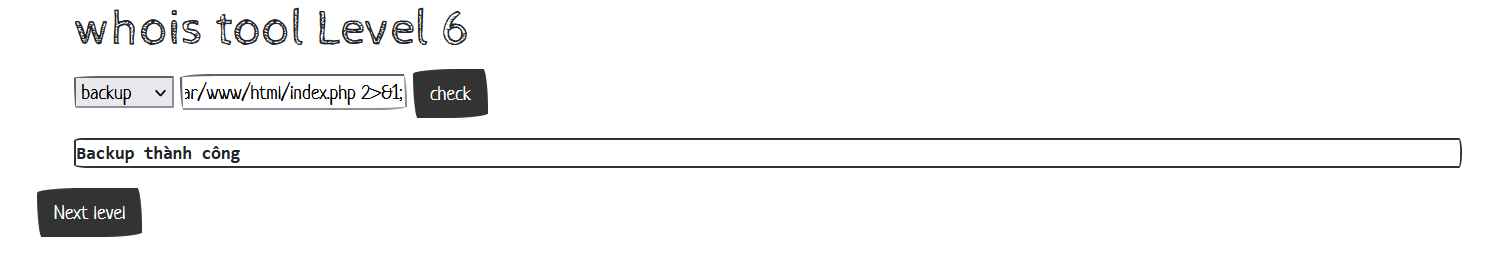 whois tool Level 6
backup ar/www/html/index.php 2>&1; check
Backup thành công
Next level